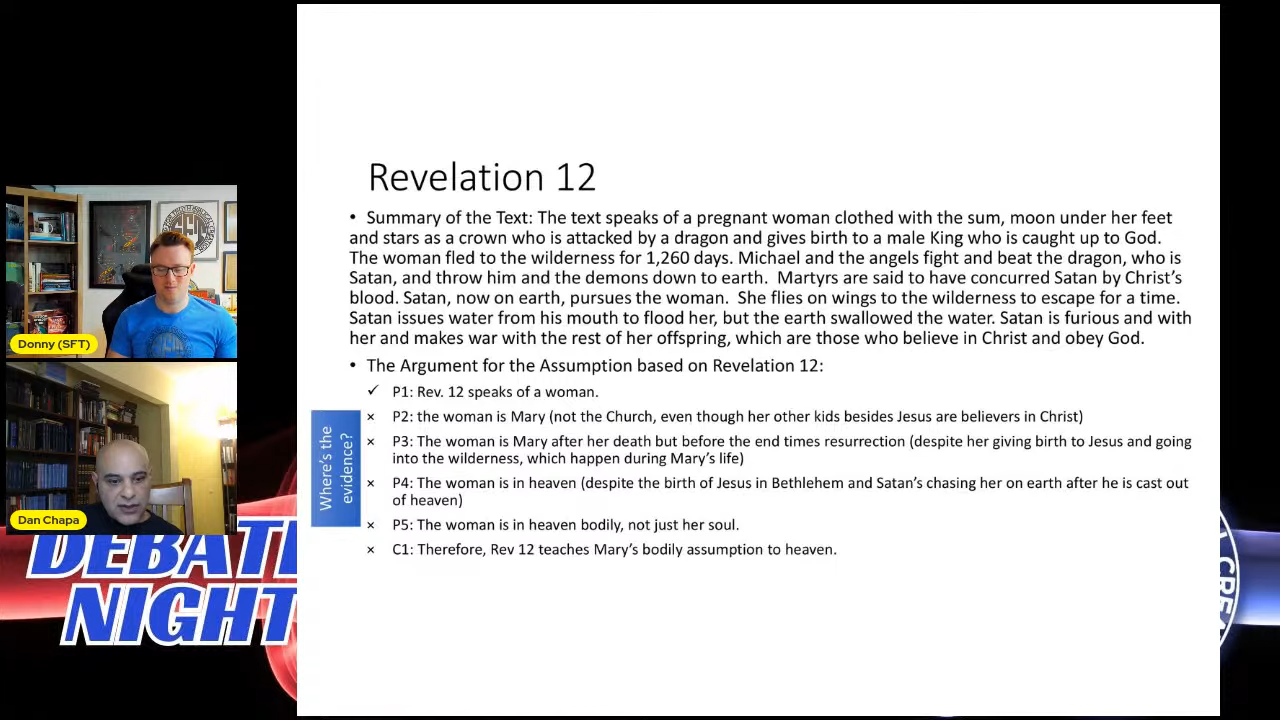 Revelation 12
• Summary of the Text: The text speaks of a pregnant woman clothed with the sum, moon under her feet
and stars as a crown who is attacked by a dragon and gives birth to a male King who is caught up to God.
The woman fled to the wilderness for 1,260 days. Michael and the angels fight and beat the dragon, who is
Satan, and throw him and the demons down to earth.  Martyrs are said to have concurred Satan by Christ's
blood. Satan, now on earth, pursues the woman.  She flies on wings to the wilderness to escape for a time.
Satan issues water from his mouth to flood her, but the earth swallowed the water. Satan is furious and with
her and makes war with the rest of her offspring, which are those who believe in Christ and obey God.
• The Argument for the Assumption based on Revelation 12:
✓ P1: Rev. 12 speaks of a woman.
× P2: the woman is Mary (not the Church, even though her other kids besides Jesus are believers in Christ)
× P3: The woman is Mary after her death but before the end times resurrection (despite her giving birth to Jesus and going
into the wilderness, which happen during Mary's life)
× P4: The woman is in heaven (despite the birth of Jesus in Bethlehem and Satan's chasing her on earth after he is cast out
of heaven)
× P5: The woman is in heaven bodily, not just her soul.
× C1: Therefore, Rev 12 teaches Mary's bodily assumption to heaven.
Where's the
evidence?
Donny (SFT)
Dan Chapa
DEBATE
NIGHT